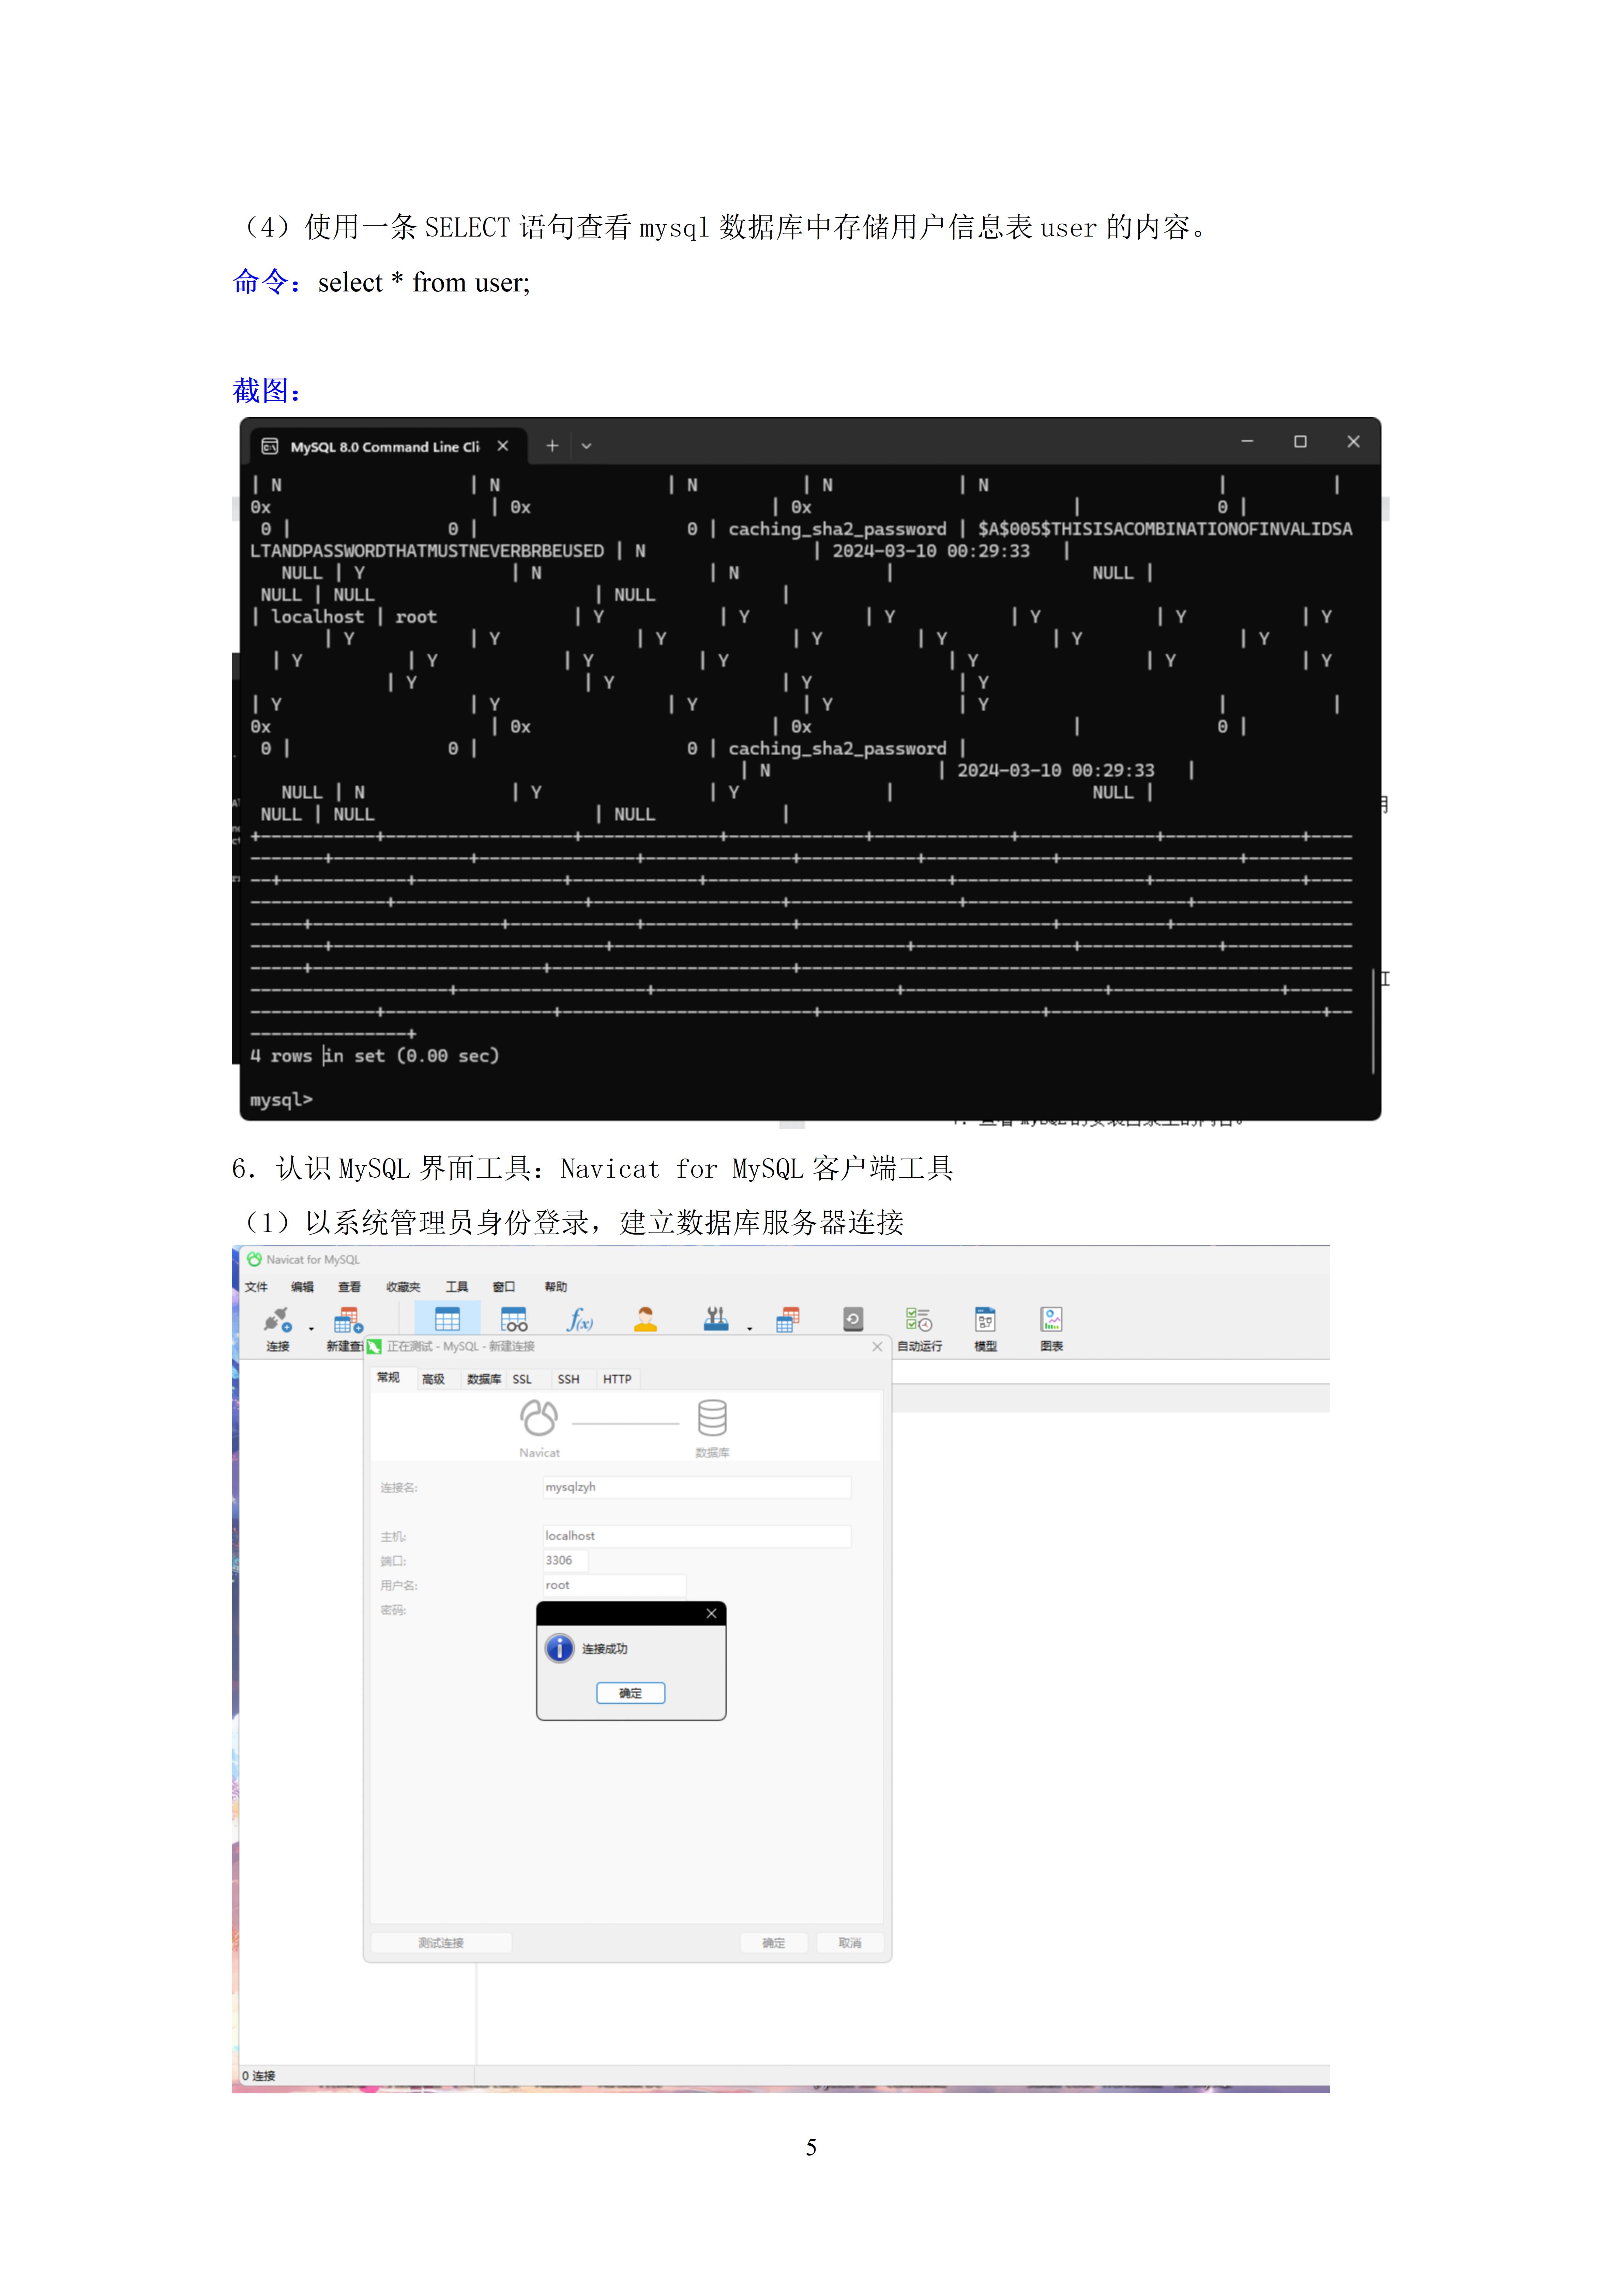 （4）使用一条 SELECT 语句查看 mysql 数据库中存储用户信息表 user 的内容。
命令：select * from user;
截图：
MySQL 8.0 Command Line Cli
| N | N | N | N | N | |
0x | 0x | 0x | 0 |
0 | 0 | 0 | caching_sha2_password | $A$005$THISISACOMBINATIONOFINVALIDSA
LTANDPASSWORDTHATMUSTNEVERBRBEUSED | N | 2024-03-10 00:29:33 |
NULL | Y | N | N | NULL |
NULL | NULL | NULL |
| localhost | root | Y | Y | Y | Y | Y | Y
| Y | Y | Y | Y | Y | Y | Y
| Y | Y | Y | Y | Y | Y | Y
| Y | Y | Y | Y
| Y | Y | Y | Y | Y | |
0x | 0x | 0x | 0 |
0 | 0 | 0 | caching_sha2_password |
| N | 2024-03-10 00:29:33 |
NULL | N | Y | Y | NULL |
NULL | NULL | NULL |
4 rows in set (0.00 sec)
mysql>
6．认识 MySQL 界面工具：Navicat for MySQL 客户端工具
（1）以系统管理员身份登录，建立数据库服务器连接
Navicat for MySQL
文件 编辑 查看 收藏夹 工具 窗口 帮助
f(x)
连接 新建查 自动运行 模型 图表
正在测试 - MySQL - 新建连接
常规 高级 数据库 SSL SSH HTTP
Navicat 数据库
连接名: mysqlzyh
主机: localhost
端口: 3306
用户名: root
密码:
连接成功
确定
测试连接 确定 取消
0 连接
5